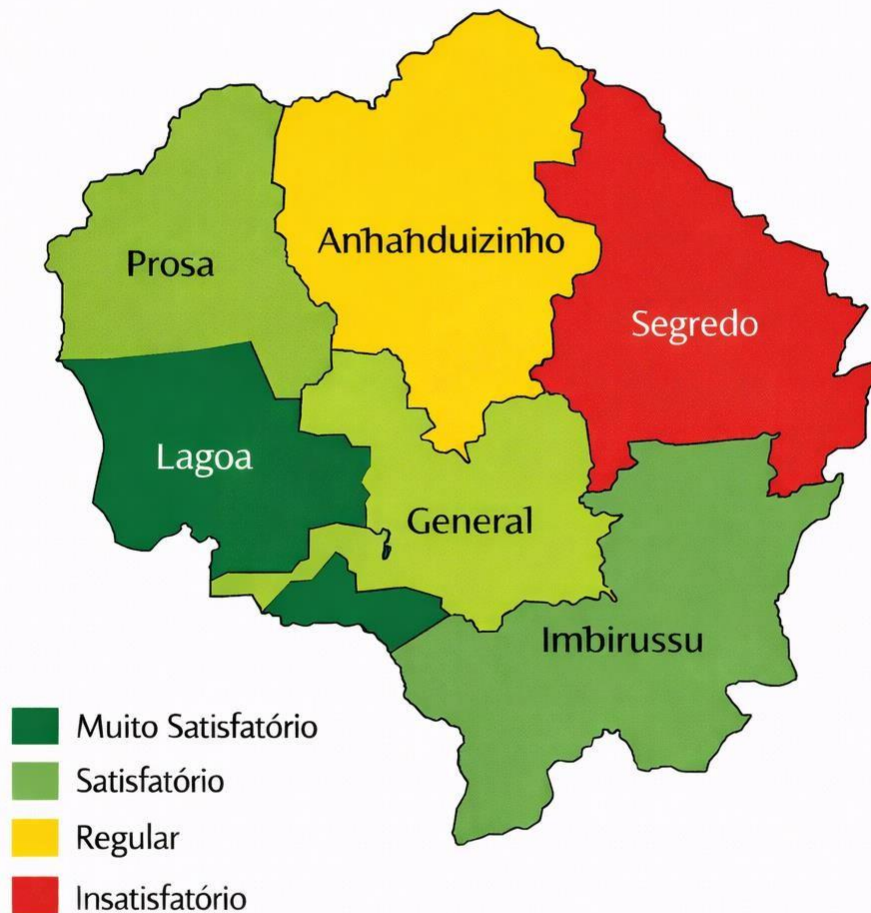 Prosa
Anhanduizinho
Segredo
Lagoa
General
Imbirussu
Muito Satisfatório
Satisfatório
Regular
Insatisfatório